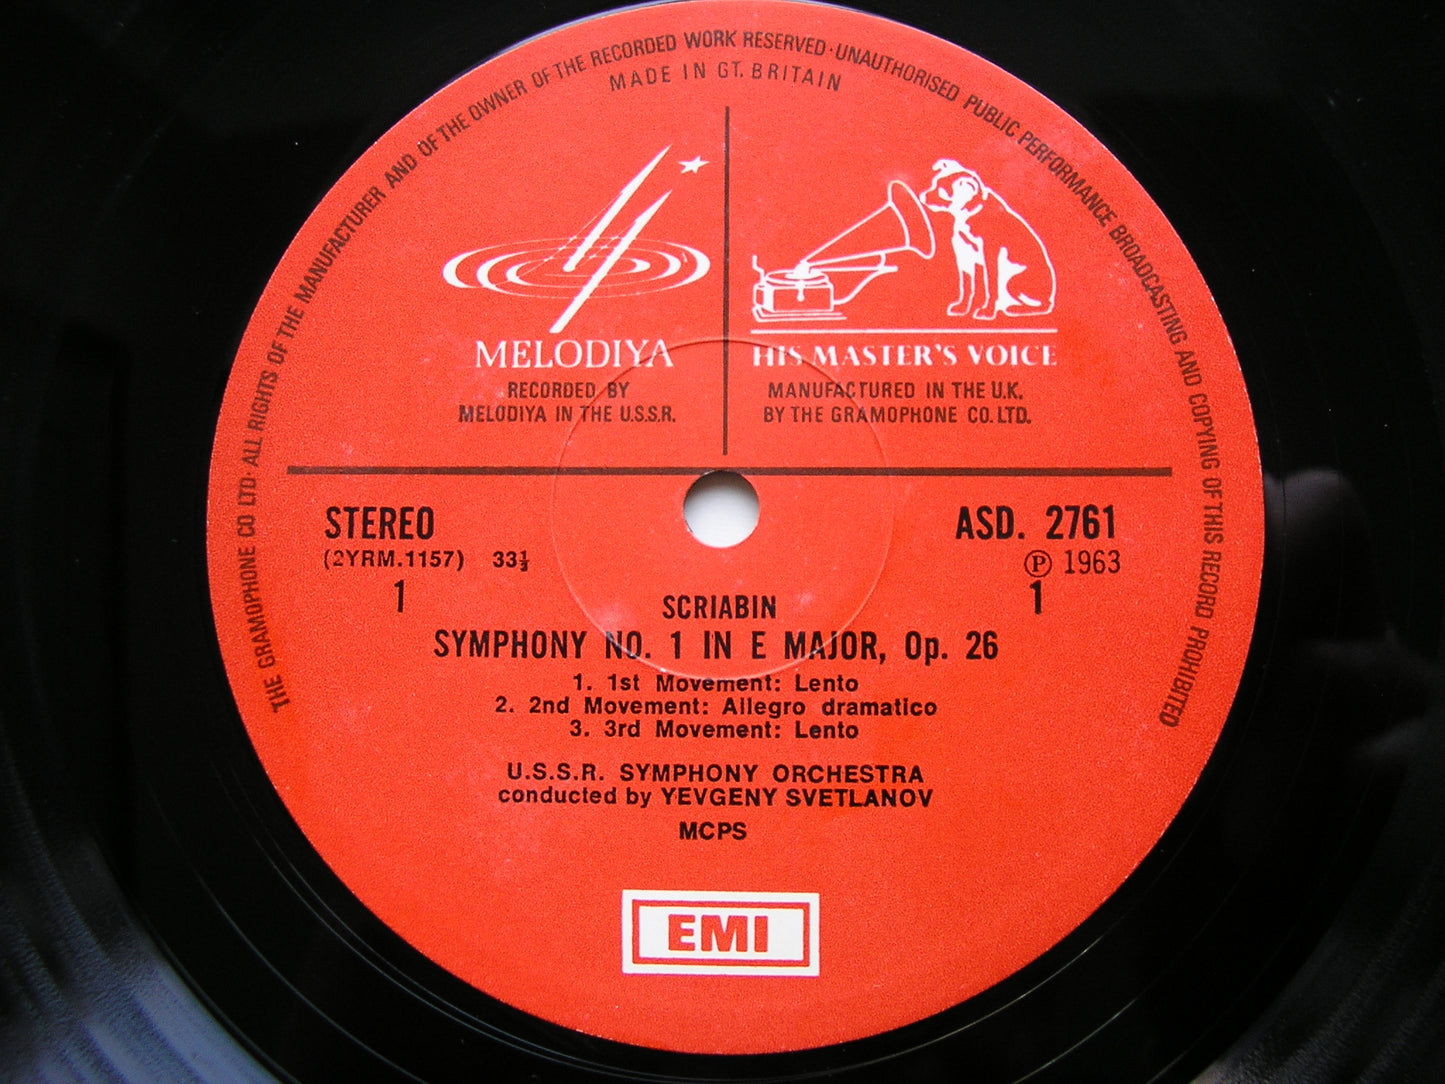 THE GRAMOPHONE CO LTD· ALL RIGHTS OF THE MANUFACTURER AND OF THE OWNER OF THE RECORDED WORK RESERVED·UNAUTHORISED PUBLIC PERFORMANCE BROADCASTING AND COPYING OF THIS RECORD PROHIBITED
MADE IN GT. BRITAIN
MELODIYA
RECORDED BY
MELODIYA IN THE U.S.S.R.
HIS MASTER'S VOICE
MANUFACTURED IN THE U.K.
BY THE GRAMOPHONE CO. LTD.
STEREO
(2YRM.1157) 33⅓
1
ASD. 2761
Ⓟ 1963
1
SCRIABIN
SYMPHONY NO. 1 IN E MAJOR, Op. 26
1. 1st Movement: Lento
2. 2nd Movement: Allegro dramatico
3. 3rd Movement: Lento
U.S.S.R. SYMPHONY ORCHESTRA
conducted by YEVGENY SVETLANOV
MCPS
EMI